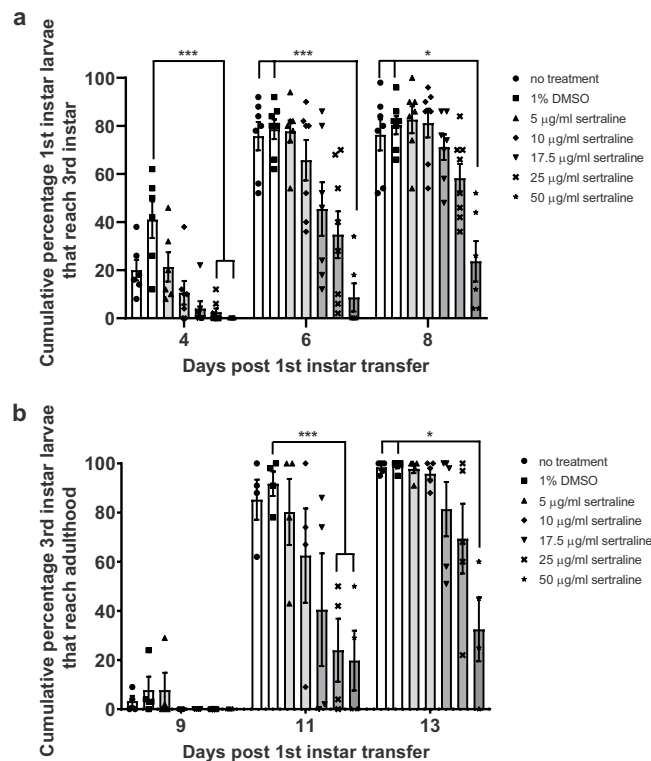 a
Cumulative percentage 1st instar larvae
that reach 3rd instar
100
80
60
40
20
0
***
***
*
4
6
8
Days post 1st instar transfer
no treatment
1% DMSO
5 μg/ml sertraline
10 μg/ml sertraline
17.5 μg/ml sertraline
25 μg/ml sertraline
50 μg/ml sertraline
b
Cumulative percentage 3rd instar larvae
that reach adulthood
100
80
60
40
20
0
***
*
9
11
13
Days post 1st instar transfer
no treatment
1% DMSO
5 μg/ml sertraline
10 μg/ml sertraline
17.5 μg/ml sertraline
25 μg/ml sertraline
50 μg/ml sertraline